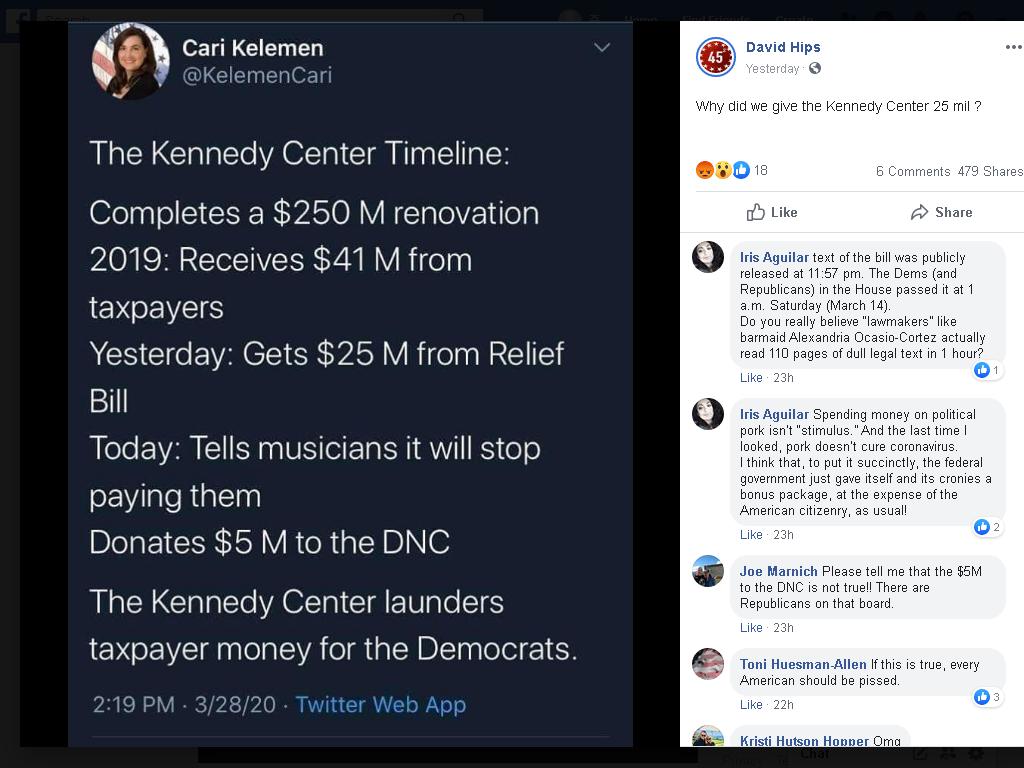 Cari Kelemen
@KelemenCari
The Kennedy Center Timeline:
Completes a $250 M renovation
2019: Receives $41 M from
taxpayers
Yesterday: Gets $25 M from Relief
Bill
Today: Tells musicians it will stop
paying them
Donates $5 M to the DNC
The Kennedy Center launders
taxpayer money for the Democrats.
2:19 PM · 3/28/20 · Twitter Web App
45
David Hips
Yesterday ·
Why did we give the Kennedy Center 25 mil ?
18
6 Comments 479 Shares
Like Share
Iris Aguilar text of the bill was publicly
released at 11:57 pm. The Dems (and
Republicans) in the House passed it at 1
a.m. Saturday (March 14).
Do you really believe "lawmakers" like
barmaid Alexandria Ocasio-Cortez actually
read 110 pages of dull legal text in 1 hour?
1
Like · 23h
Iris Aguilar Spending money on political
pork isn't "stimulus." And the last time I
looked, pork doesn't cure coronavirus.
I think that, to put it succinctly, the federal
government just gave itself and its cronies a
bonus package, at the expense of the
American citizenry, as usual!
2
Like · 23h
Joe Marnich Please tell me that the $5M
to the DNC is not true!! There are
Republicans on that board.
Like · 23h
Toni Huesman-Allen If this is true, every
American should be pissed.
3
Like · 22h
Kristi Hutson Hopper Omg
Chat